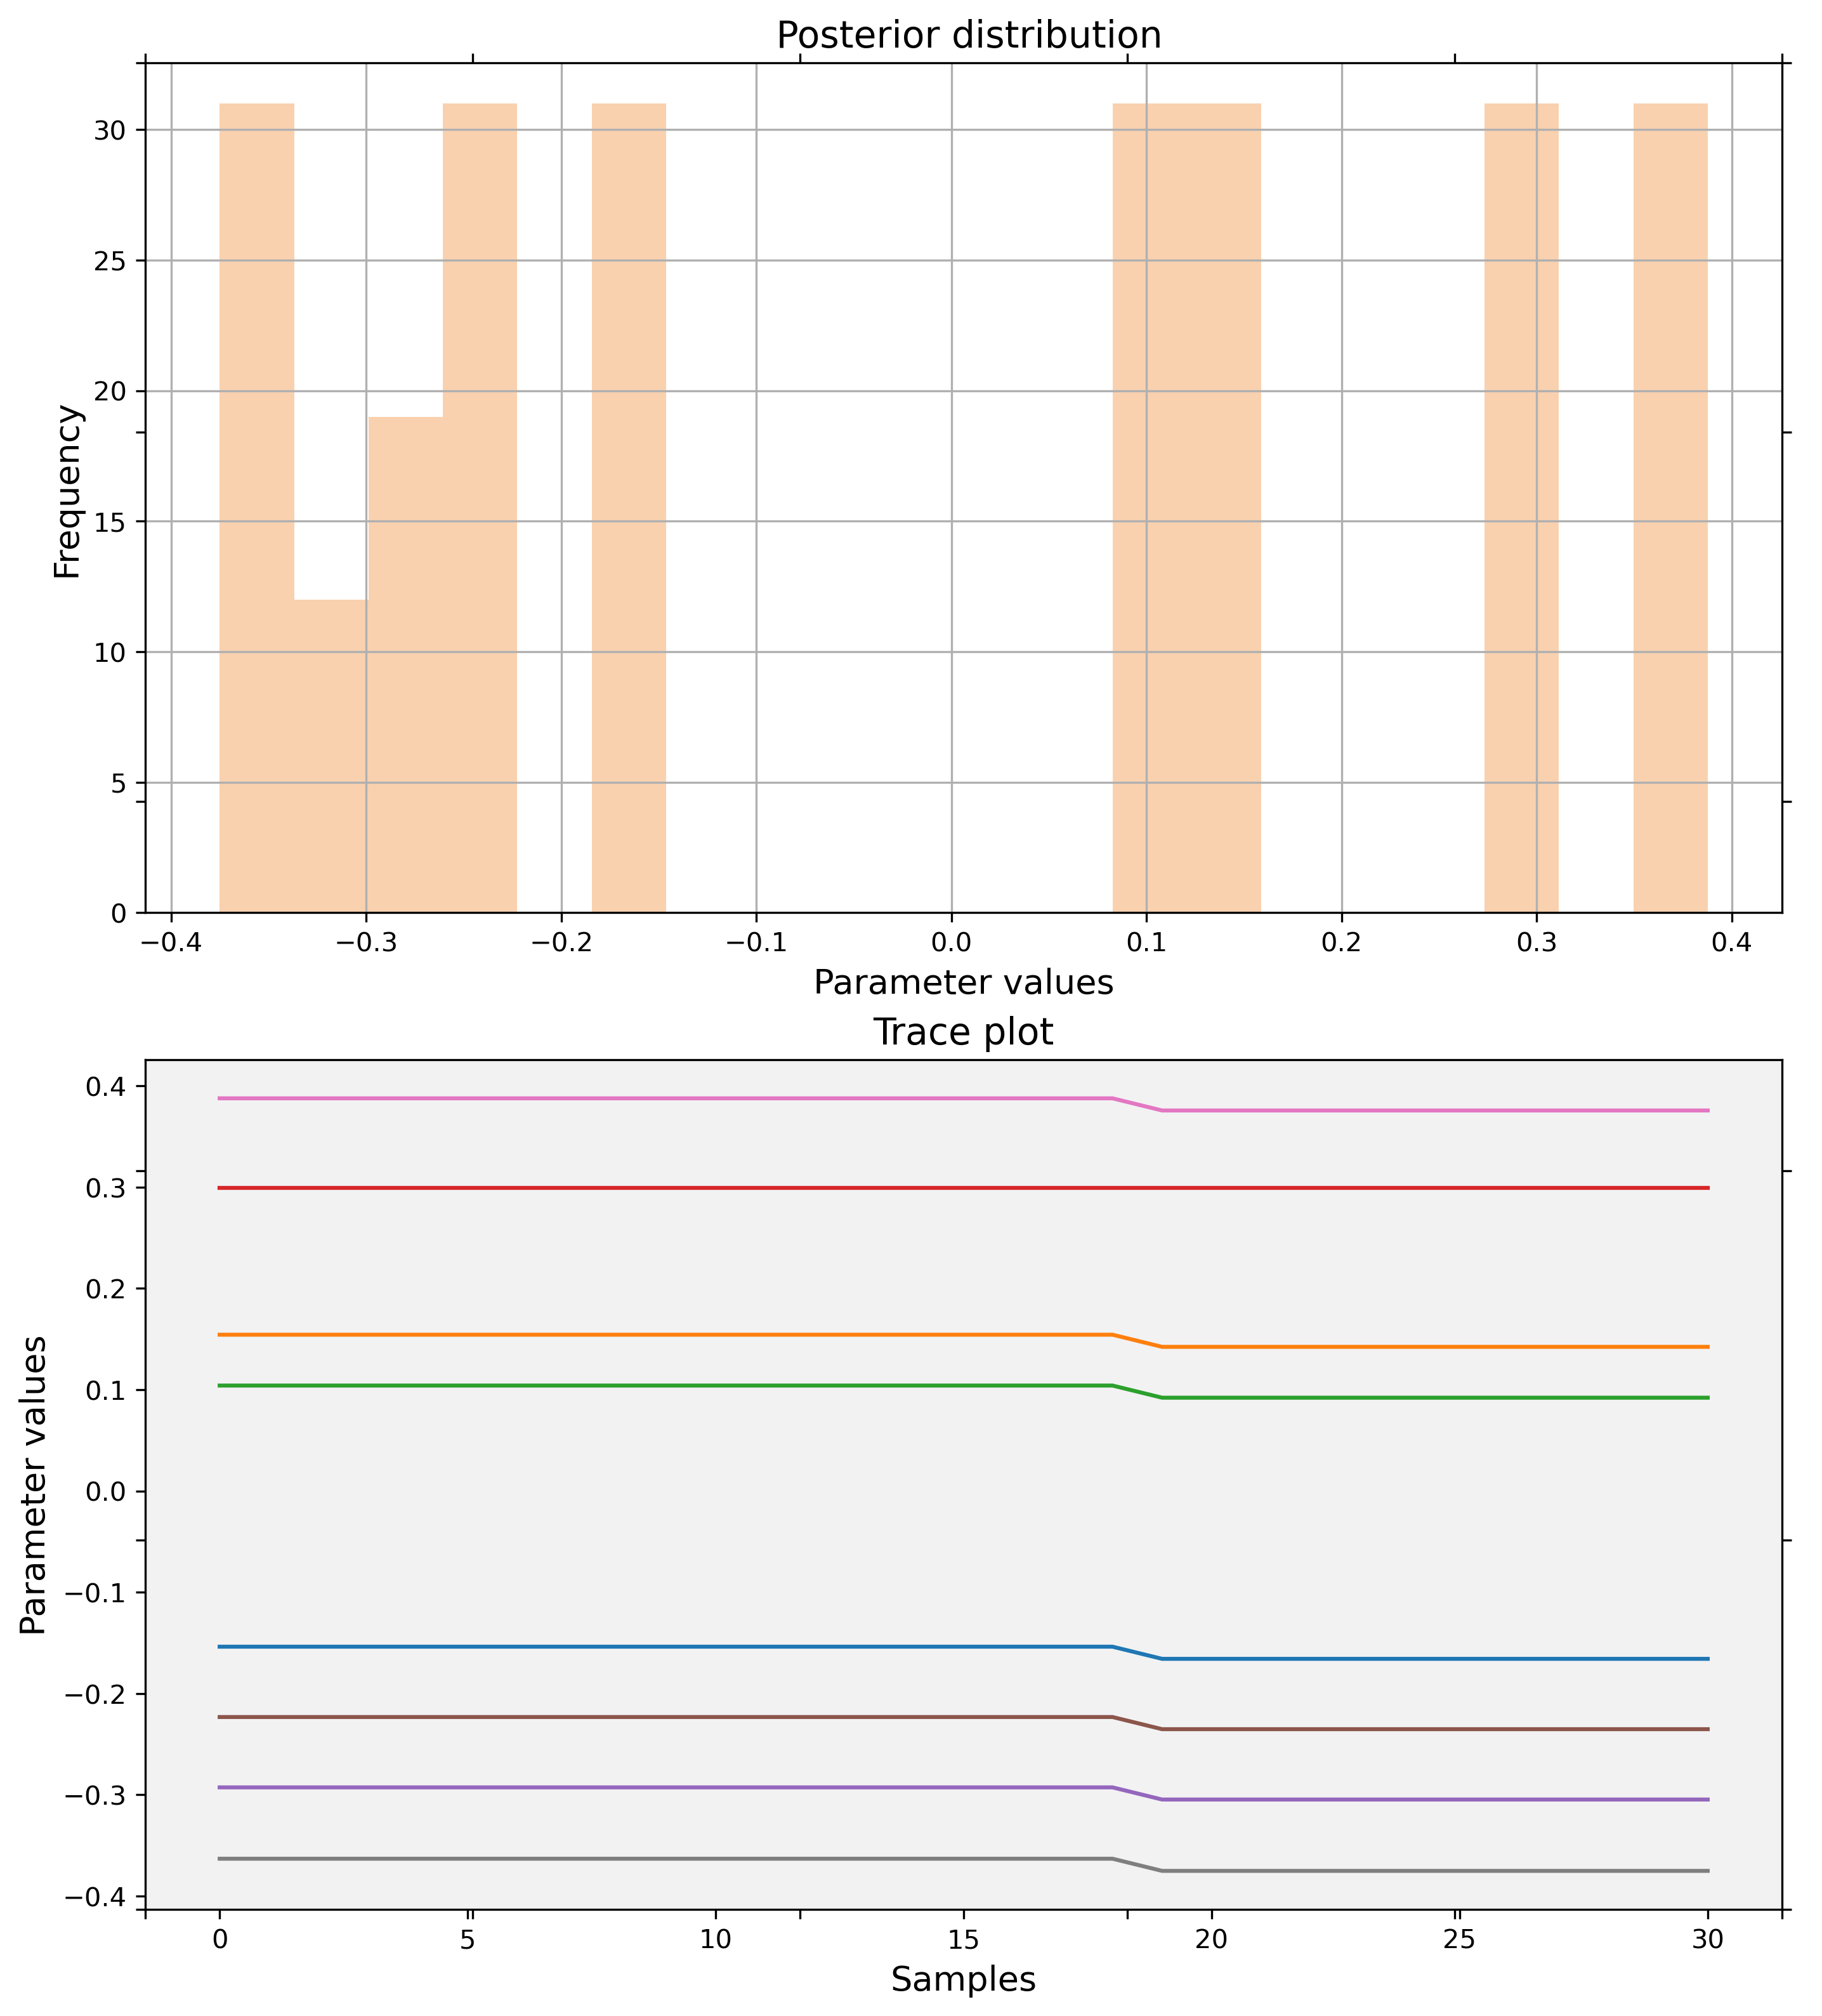 Posterior distribution
30
25
20
15
10
5
0
Frequency
−0.4 −0.3 −0.2 −0.1 0.0 0.1 0.2 0.3 0.4
Parameter values
Trace plot
0.4
0.3
0.2
0.1
0.0
−0.1
−0.2
−0.3
−0.4
Parameter values
0 5 10 15 20 25 30
Samples